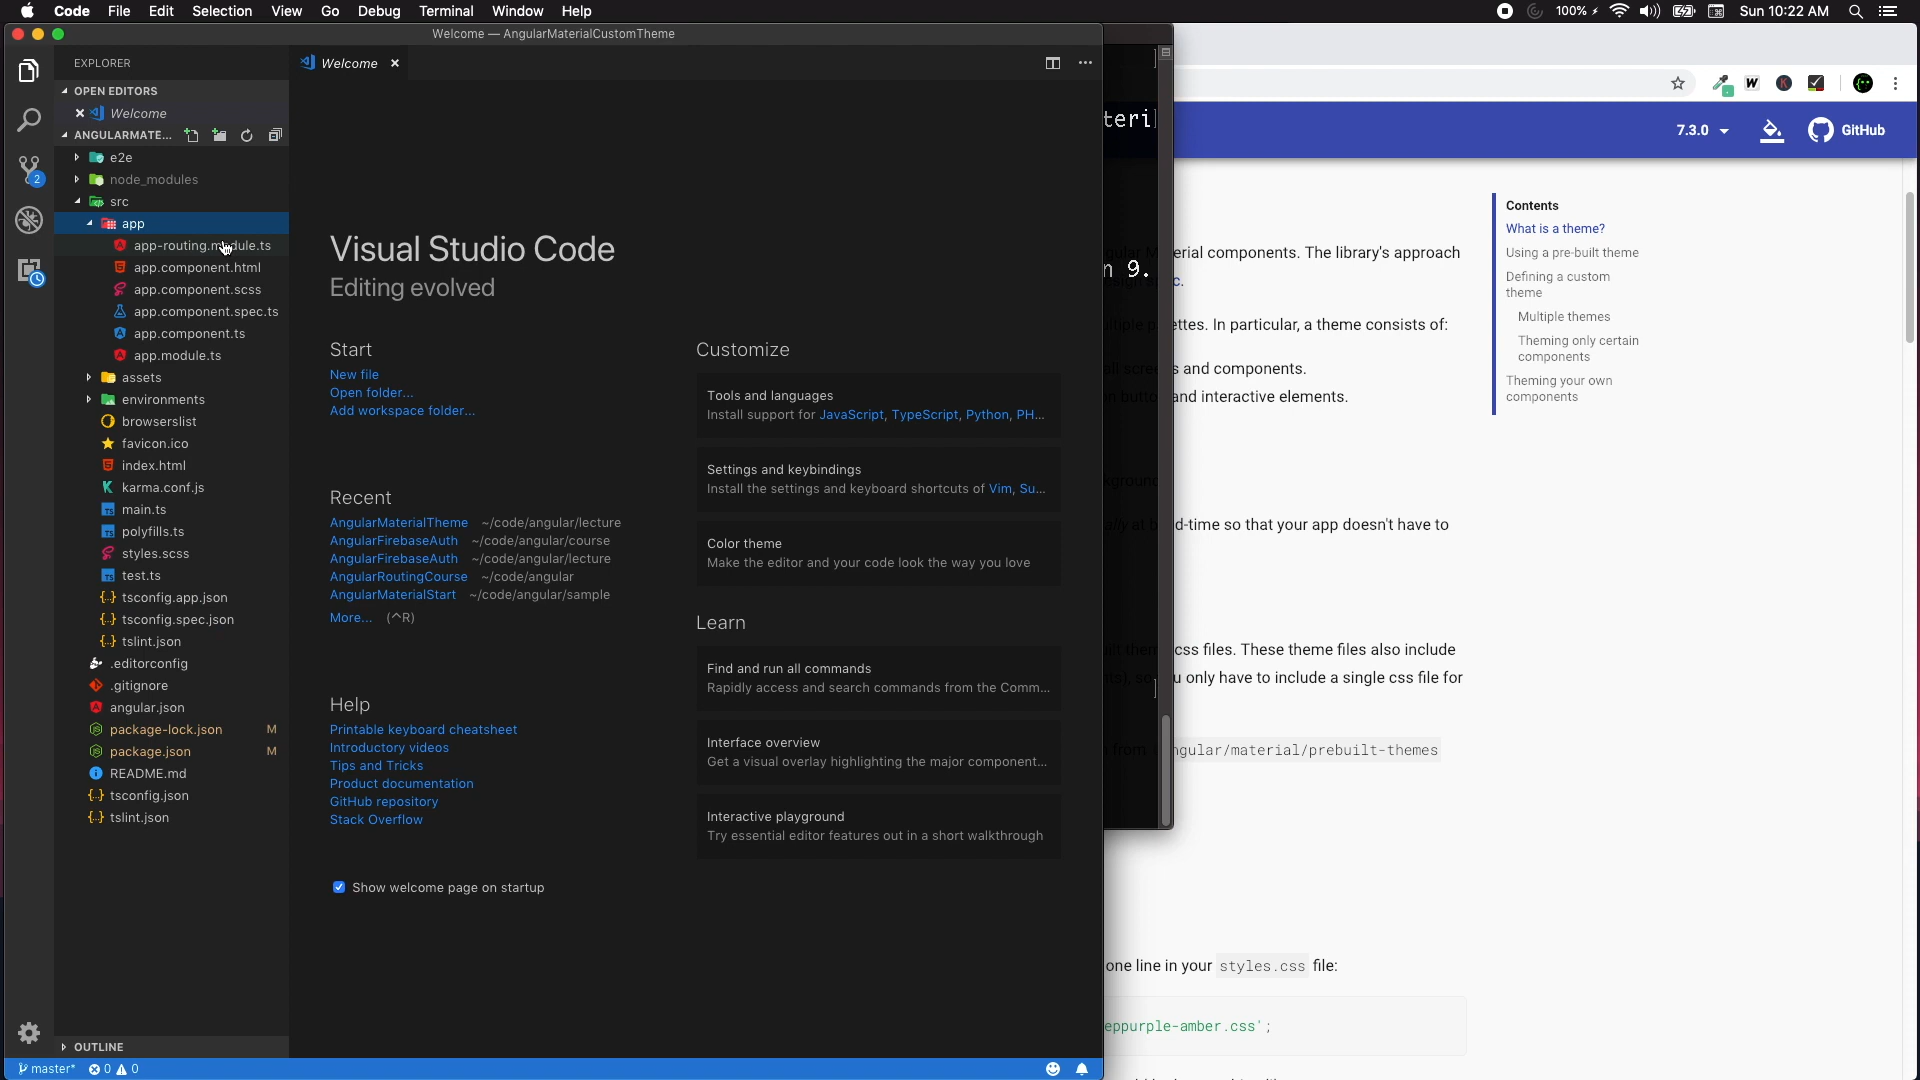 Code File Edit Selection View Go Debug Terminal Window Help
100% Sun 10:22 AM
Welcome — AngularMaterialCustomTheme
EXPLORER
OPEN EDITORS
Welcome
ANGULARMATE...
e2e
node_modules
src
app
app-routing.module.ts
app.component.html
app.component.scss
app.component.spec.ts
app.component.ts
app.module.ts
assets
environments
browserslist
favicon.ico
index.html
karma.conf.js
main.ts
polyfills.ts
styles.scss
test.ts
tsconfig.app.json
tsconfig.spec.json
tslint.json
.editorconfig
.gitignore
angular.json
package-lock.json M
package.json M
README.md
tsconfig.json
tslint.json
OUTLINE
2
master* 0 0
Welcome
Visual Studio Code
Editing evolved
Start
New file
Open folder...
Add workspace folder...
Recent
AngularMaterialTheme ~/code/angular/lecture
AngularFirebaseAuth ~/code/angular/course
AngularFirebaseAuth ~/code/angular/lecture
AngularRoutingCourse ~/code/angular
AngularMaterialStart ~/code/angular/sample
More... (^R)
Help
Printable keyboard cheatsheet
Introductory videos
Tips and Tricks
Product documentation
GitHub repository
Stack Overflow
Show welcome page on startup
Customize
Tools and languages
Install support for JavaScript, TypeScript, Python, PH...
Settings and keybindings
Install the settings and keyboard shortcuts of Vim, Su...
Color theme
Make the editor and your code look the way you love
Learn
Find and run all commands
Rapidly access and search commands from the Comm...
Interface overview
Get a visual overlay highlighting the major component...
Interactive playground
Try essential editor features out in a short walkthrough
teri
n 9.
7.3.0 GitHub
erial components. The library's approach
c.
ettes. In particular, a theme consists of:
s and components.
and interactive elements.
d-time so that your app doesn't have to
css files. These theme files also include
u only have to include a single css file for
ngular/material/prebuilt-themes
one line in your styles.css file:
eppurple-amber.css';
Contents
What is a theme?
Using a pre-built theme
Defining a custom
theme
Multiple themes
Theming only certain
components
Theming your own
components